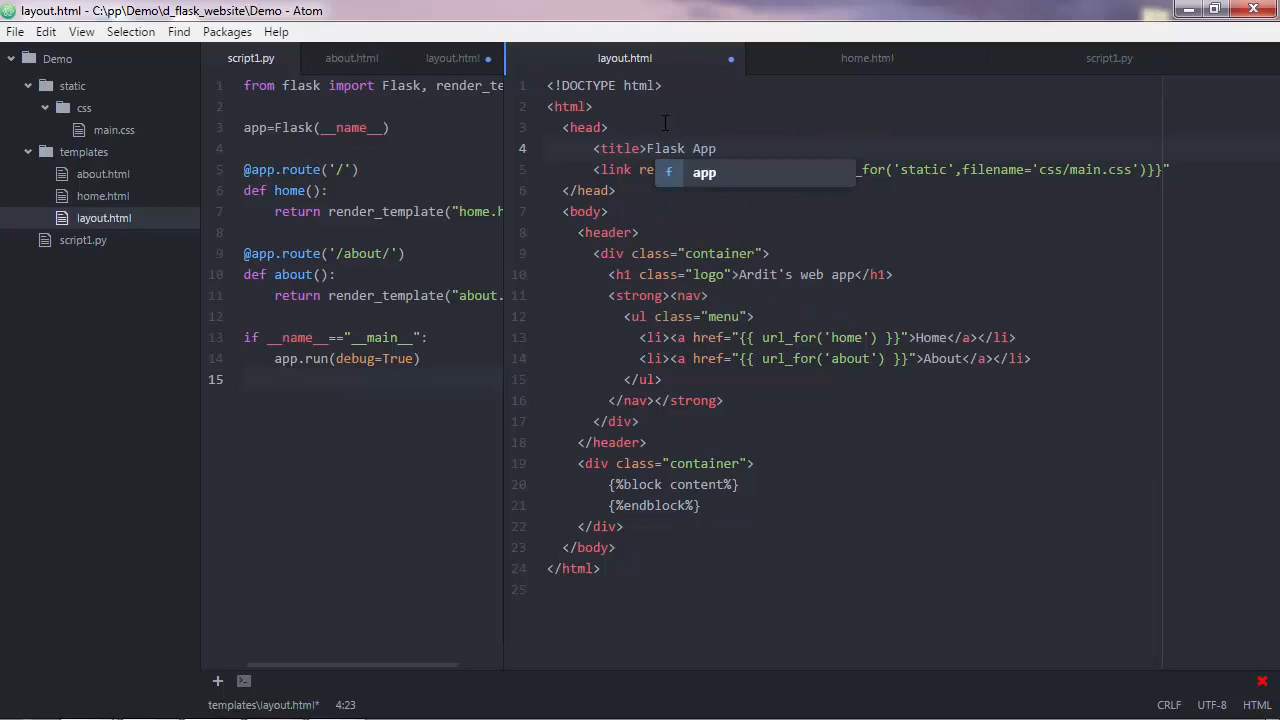 layout.html - C:\pp\Demo\d_flask_website\Demo - Atom
File Edit View Selection Find Packages Help
Demo
static
css
main.css
templates
about.html
home.html
layout.html
script1.py
script1.py about.html layout.html
1 from flask import Flask, render_te
2
3 app=Flask(__name__)
4
5 @app.route('/')
6 def home():
7 return render_template("home.h
8
9 @app.route('/about/')
10 def about():
11 return render_template("about.
12
13 if __name__=="__main__":
14 app.run(debug=True)
15
layout.html home.html script1.py
1 <!DOCTYPE html>
2 <html>
3 <head>
4 <title>Flask App
5 <link re _for('static',filename='css/main.css')}}"
f app
6 </head>
7 <body>
8 <header>
9 <div class="container">
10 <h1 class="logo">Ardit's web app</h1>
11 <strong><nav>
12 <ul class="menu">
13 <li><a href="{{ url_for('home') }}">Home</a></li>
14 <li><a href="{{ url_for('about') }}">About</a></li>
15 </ul>
16 </nav></strong>
17 </div>
18 </header>
19 <div class="container">
20 {%block content%}
21 {%endblock%}
22 </div>
23 </body>
24 </html>
25
templates\layout.html* 4:23 CRLF UTF-8 HTML